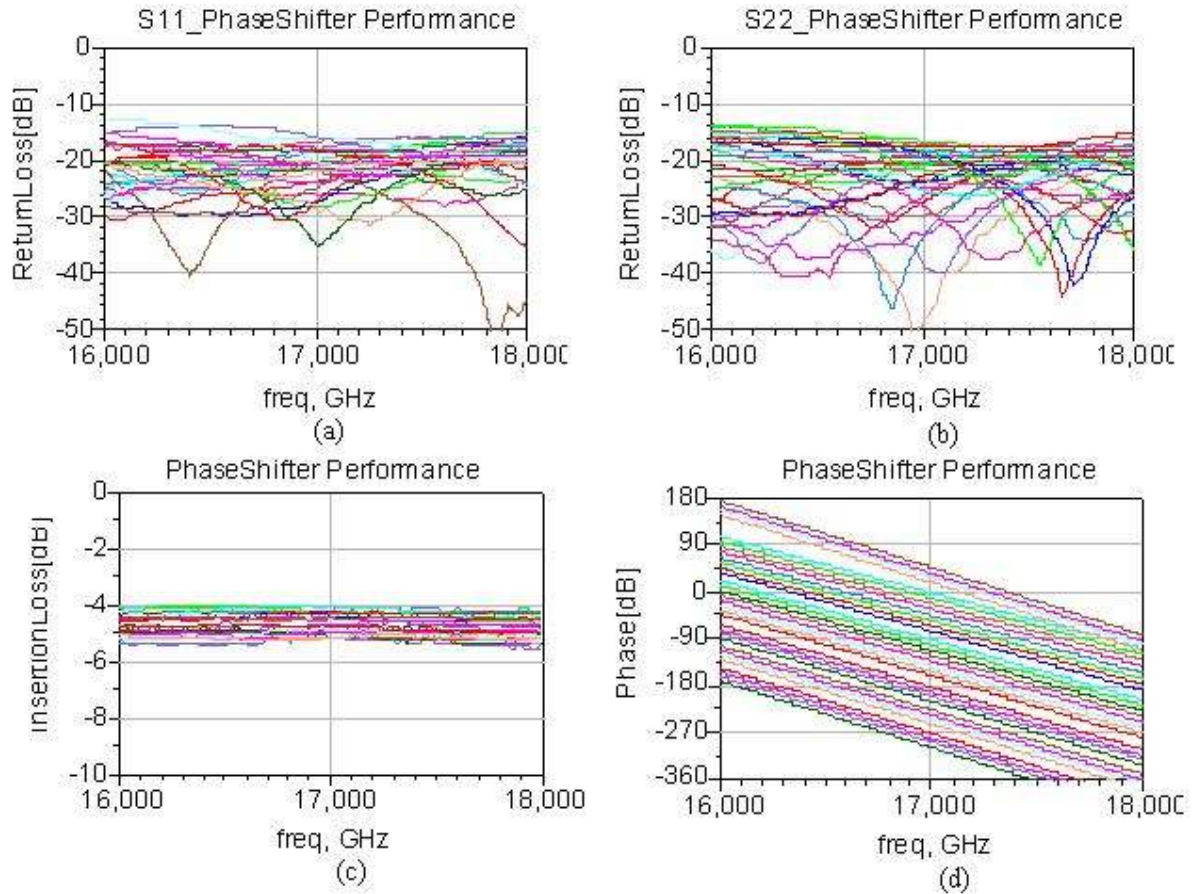 S11_PhaseShifter Performance
ReturnLoss[dB]
0
-10
-20
-30
-40
-50
16,000 17,000 18,000
freq, GHz
(a)
S22_PhaseShifter Performance
ReturnLoss[dB]
0
-10
-20
-30
-40
-50
16,000 17,000 18,000
freq, GHz
(b)
PhaseShifter Performance
InsertionLoss[dB]
0
-2
-4
-6
-8
-10
16,000 17,000 18,000
freq, GHz
(c)
PhaseShifter Performance
Phase[dB]
180
90
0
-90
-180
-270
-360
16,000 17,000 18,000
freq, GHz
(d)